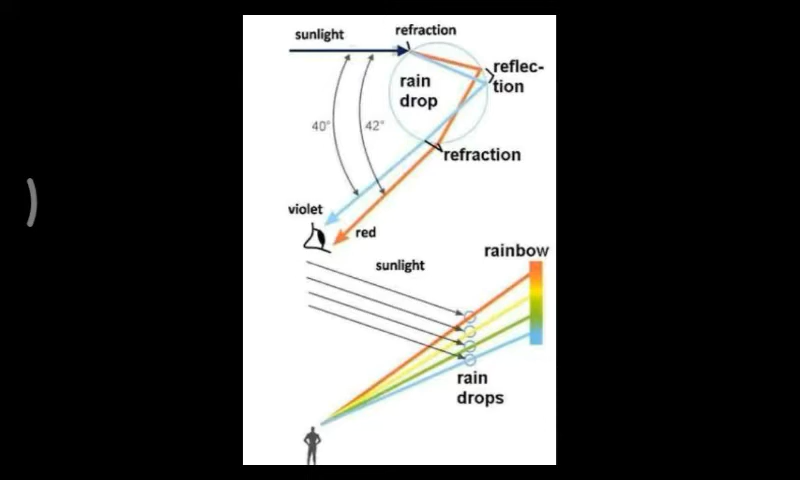 sunlight
refraction
reflec-
tion
rain
drop
40°
42°
refraction
violet
red
sunlight
rainbow
rain
drops